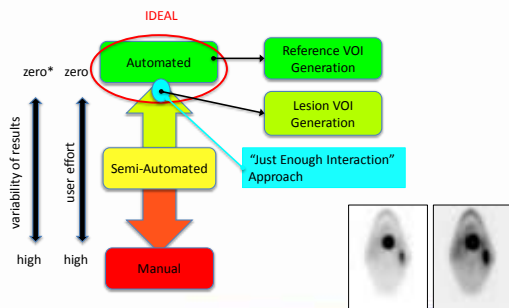 IDEAL
Automated
Reference VOI
Generation
zero*
zero
Lesion VOI
Generation
variability of results
user effort
"Just Enough Interaction"
Approach
Semi-Automated
high
high
Manual